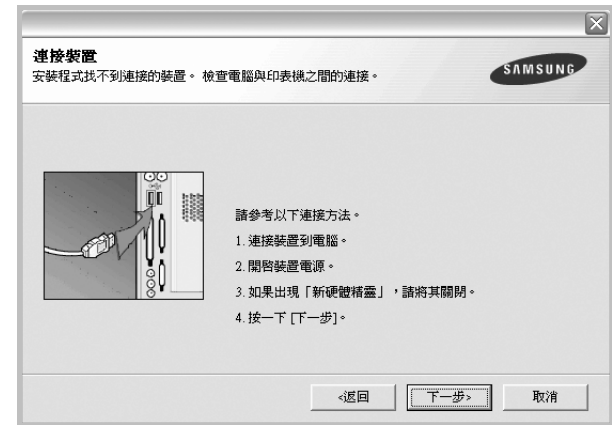 連接裝置
安裝程式找不到連接的裝置。 檢查電腦與印表機之間的連接。
SAMSUNG
請參考以下連接方法。
1. 連接裝置到電腦。
2. 開啓裝置電源。
3. 如果出現「新硬體精靈」,請將其關閉。
4. 按一下 [下一步]。
<返回
下一步>
取消